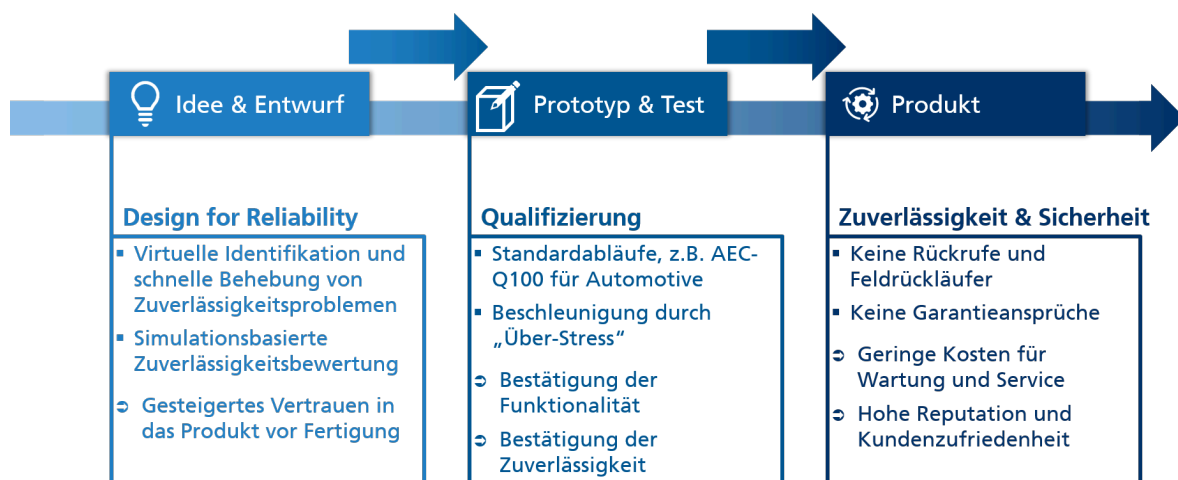 Idee & Entwurf
Prototyp & Test
Produkt
Design for Reliability
▪ Virtuelle Identifikation und
schnelle Behebung von
Zuverlässigkeitsproblemen
▪ Simulationsbasierte
Zuverlässigkeitsbewertung
➲ Gesteigertes Vertrauen in
das Produkt vor Fertigung
Qualifizierung
▪ Standardabläufe, z.B. AEC-
Q100 für Automotive
▪ Beschleunigung durch
„Über-Stress“
➲ Bestätigung der
Funktionalität
➲ Bestätigung der
Zuverlässigkeit
Zuverlässigkeit & Sicherheit
▪ Keine Rückrufe und
Feldrückläufer
▪ Keine Garantieansprüche
➲ Geringe Kosten für
Wartung und Service
➲ Hohe Reputation und
Kundenzufriedenheit